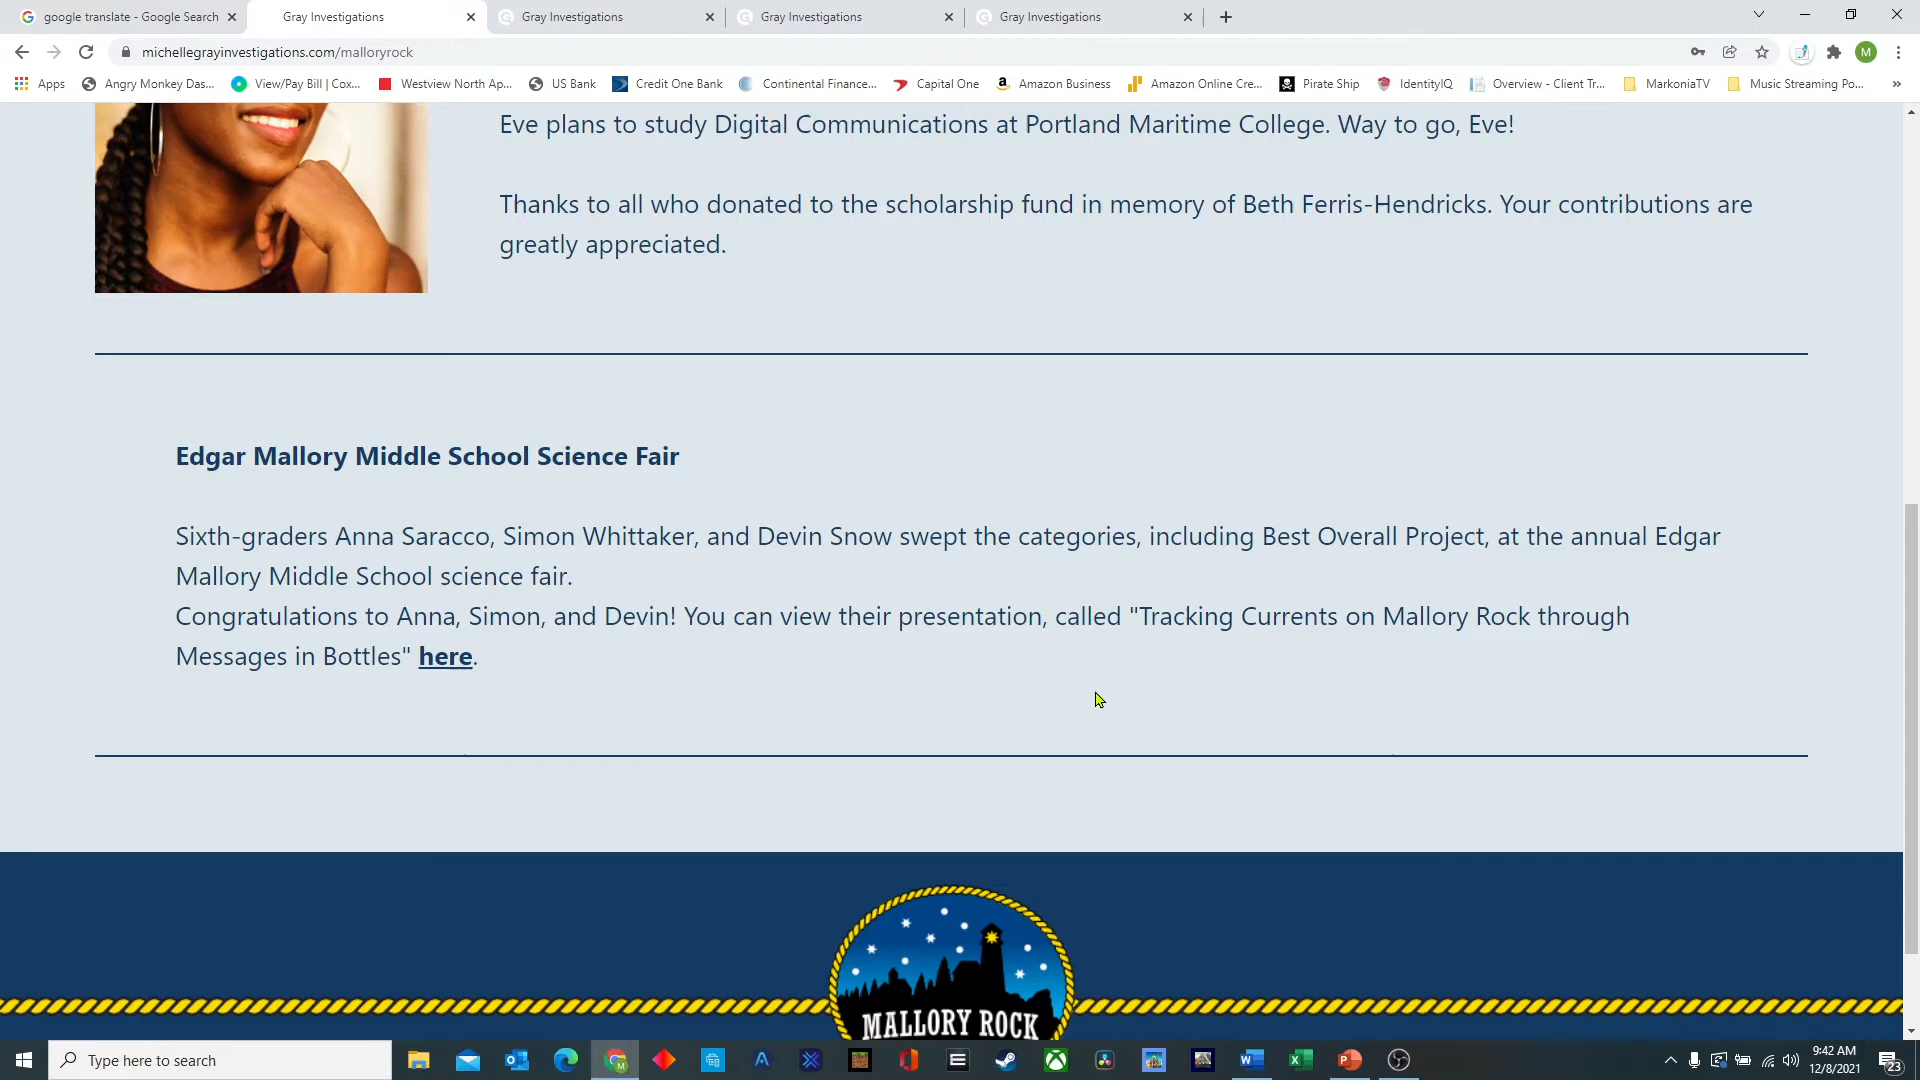 google translate - Google Search
Gray Investigations
Gray Investigations
Gray Investigations
Gray Investigations
michellegrayinvestigations.com/malloryrock
M
Apps
Angry Monkey Das...
View/Pay Bill | Cox...
Westview North Ap...
US Bank
Credit One Bank
Continental Finance...
Capital One
Amazon Business
Amazon Online Cre...
Pirate Ship
IdentityIQ
Overview - Client Tr...
MarkoniaTV
Music Streaming Po...
Eve plans to study Digital Communications at Portland Maritime College. Way to go, Eve!
Thanks to all who donated to the scholarship fund in memory of Beth Ferris-Hendricks. Your contributions are
greatly appreciated.
Edgar Mallory Middle School Science Fair
Sixth-graders Anna Saracco, Simon Whittaker, and Devin Snow swept the categories, including Best Overall Project, at the annual Edgar
Mallory Middle School science fair.
Congratulations to Anna, Simon, and Devin! You can view their presentation, called "Tracking Currents on Mallory Rock through
Messages in Bottles" here.
MALLORY ROCK
Type here to search
9:42 AM
12/8/2021
23